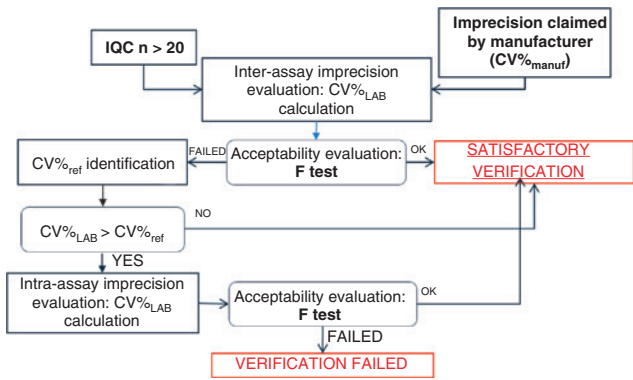 IQC n > 20
Imprecision claimed
by manufacturer
(CV%manuf)
Inter-assay imprecision
evaluation: CV%LAB
calculation
CV%ref identification
FAILED
Acceptability evaluation:
F test
OK
SATISFACTORY
VERIFICATION
CV%LAB > CV%ref
NO
YES
Intra-assay imprecision
evaluation: CV%LAB
calculation
Acceptability evaluation:
F test
OK
FAILED
VERIFICATION FAILED